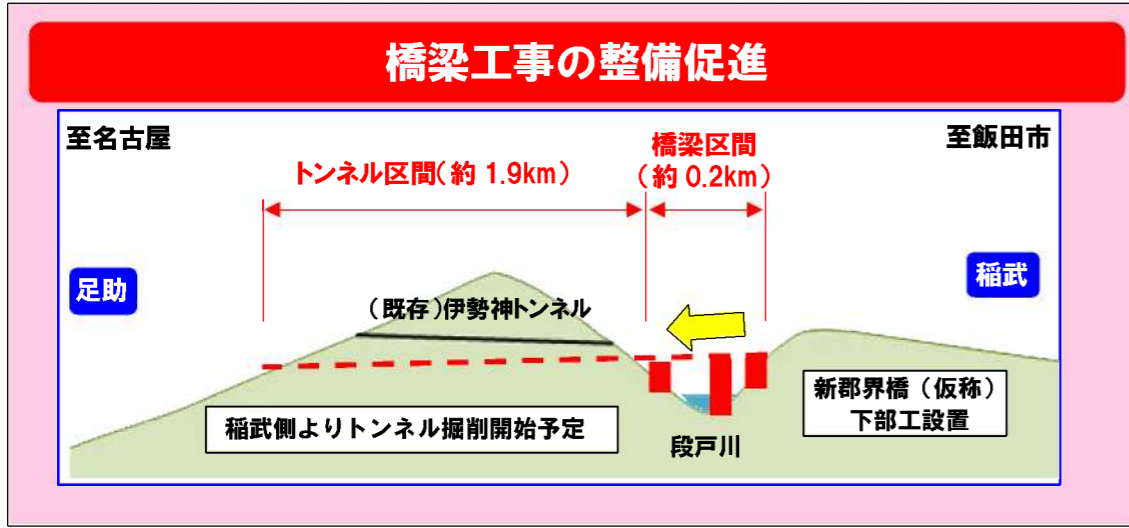 橋梁工事の整備促進
至名古屋
至飯田市
トンネル区間(約 1.9km)
橋梁区間
(約 0.2km)
足助
稲武
(既存)伊勢神トンネル
稲武側よりトンネル掘削開始予定
新郡界橋(仮称)
下部工設置
段戸川